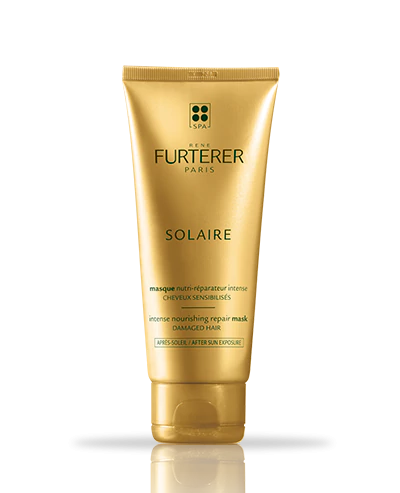 SPA
RENE
FURTERER
PARIS
SOLAIRE
masque nutri-réparateur intense
CHEVEUX SENSIBILISÉS
intense nourishing repair mask
DAMAGED HAIR
APRÈS-SOLEIL / AFTER SUN EXPOSURE